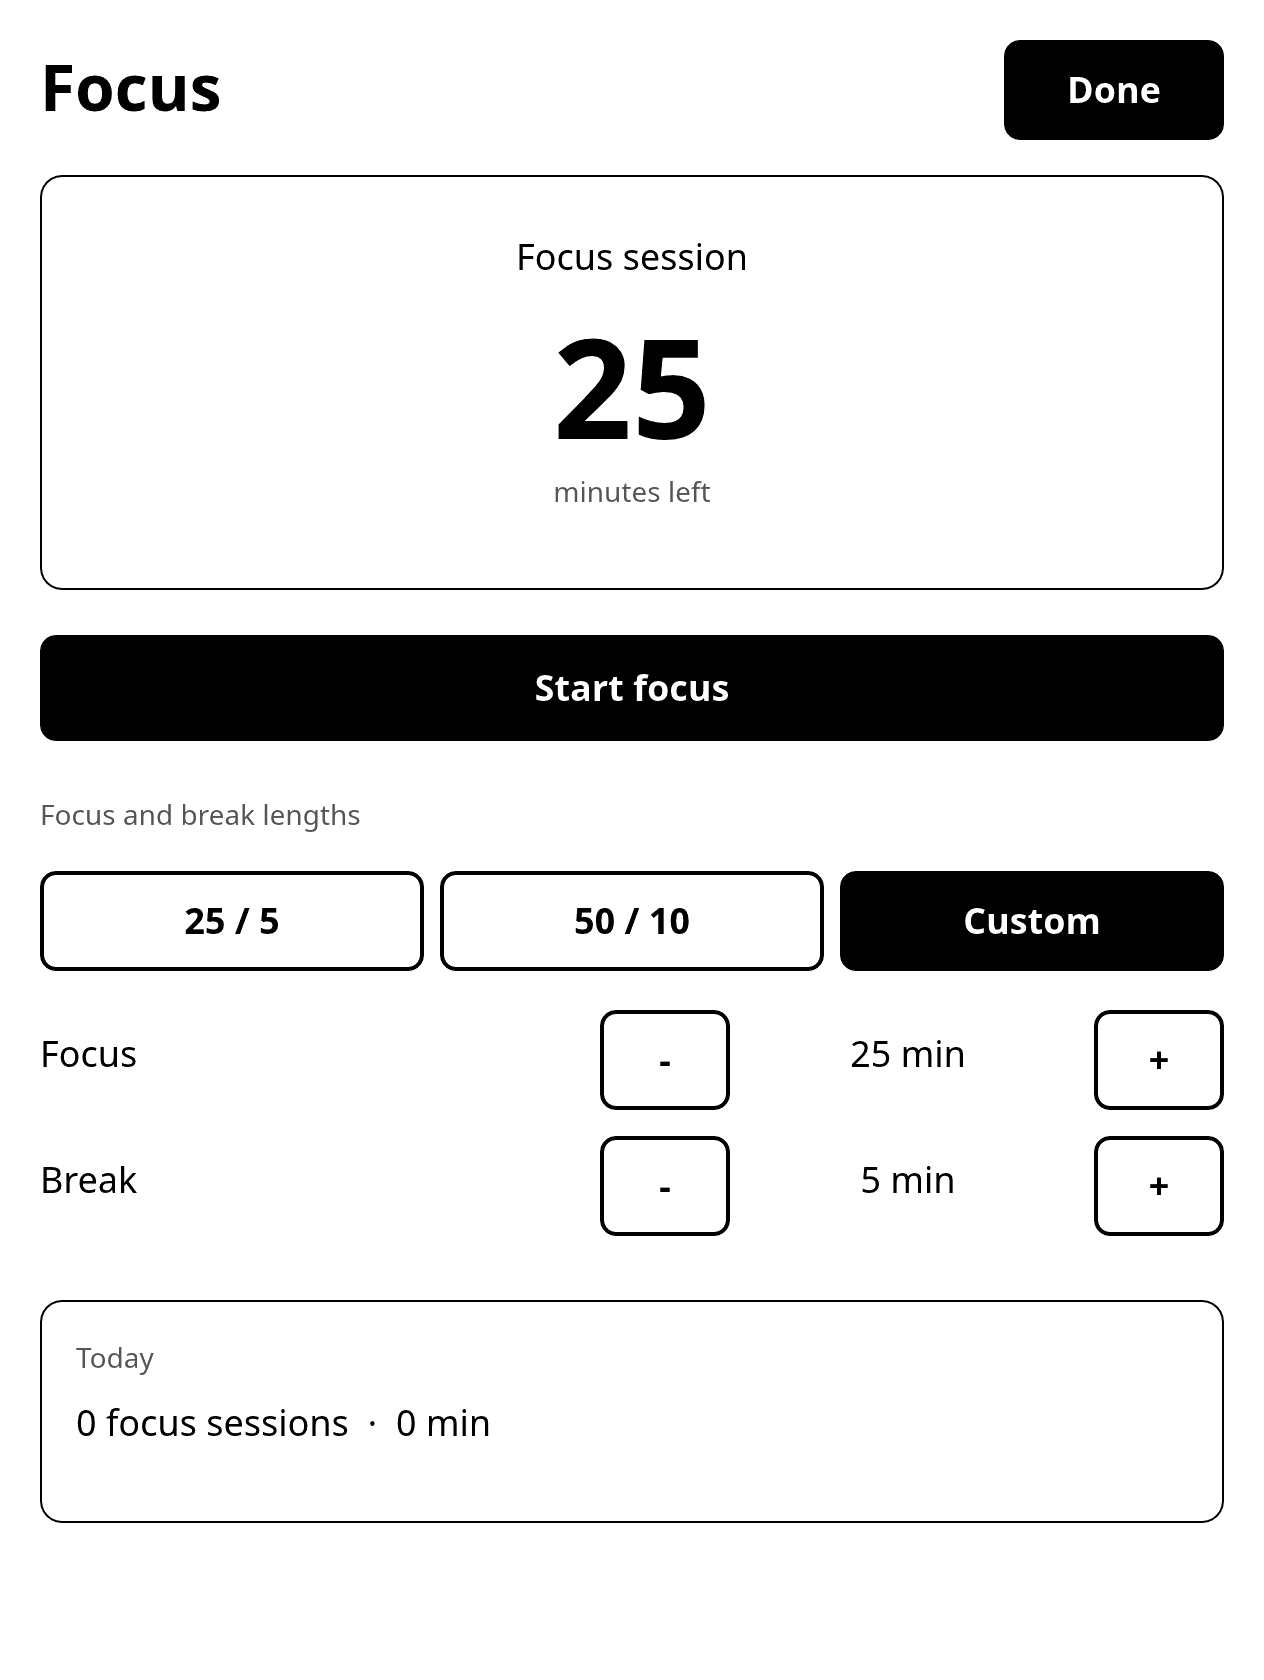 Focus
Done
Focus session
25
minutes left
Start focus
Focus and break lengths
25 / 5
50 / 10
Custom
Focus - 25 min +
Break - 5 min +
Today
0 focus sessions · 0 min